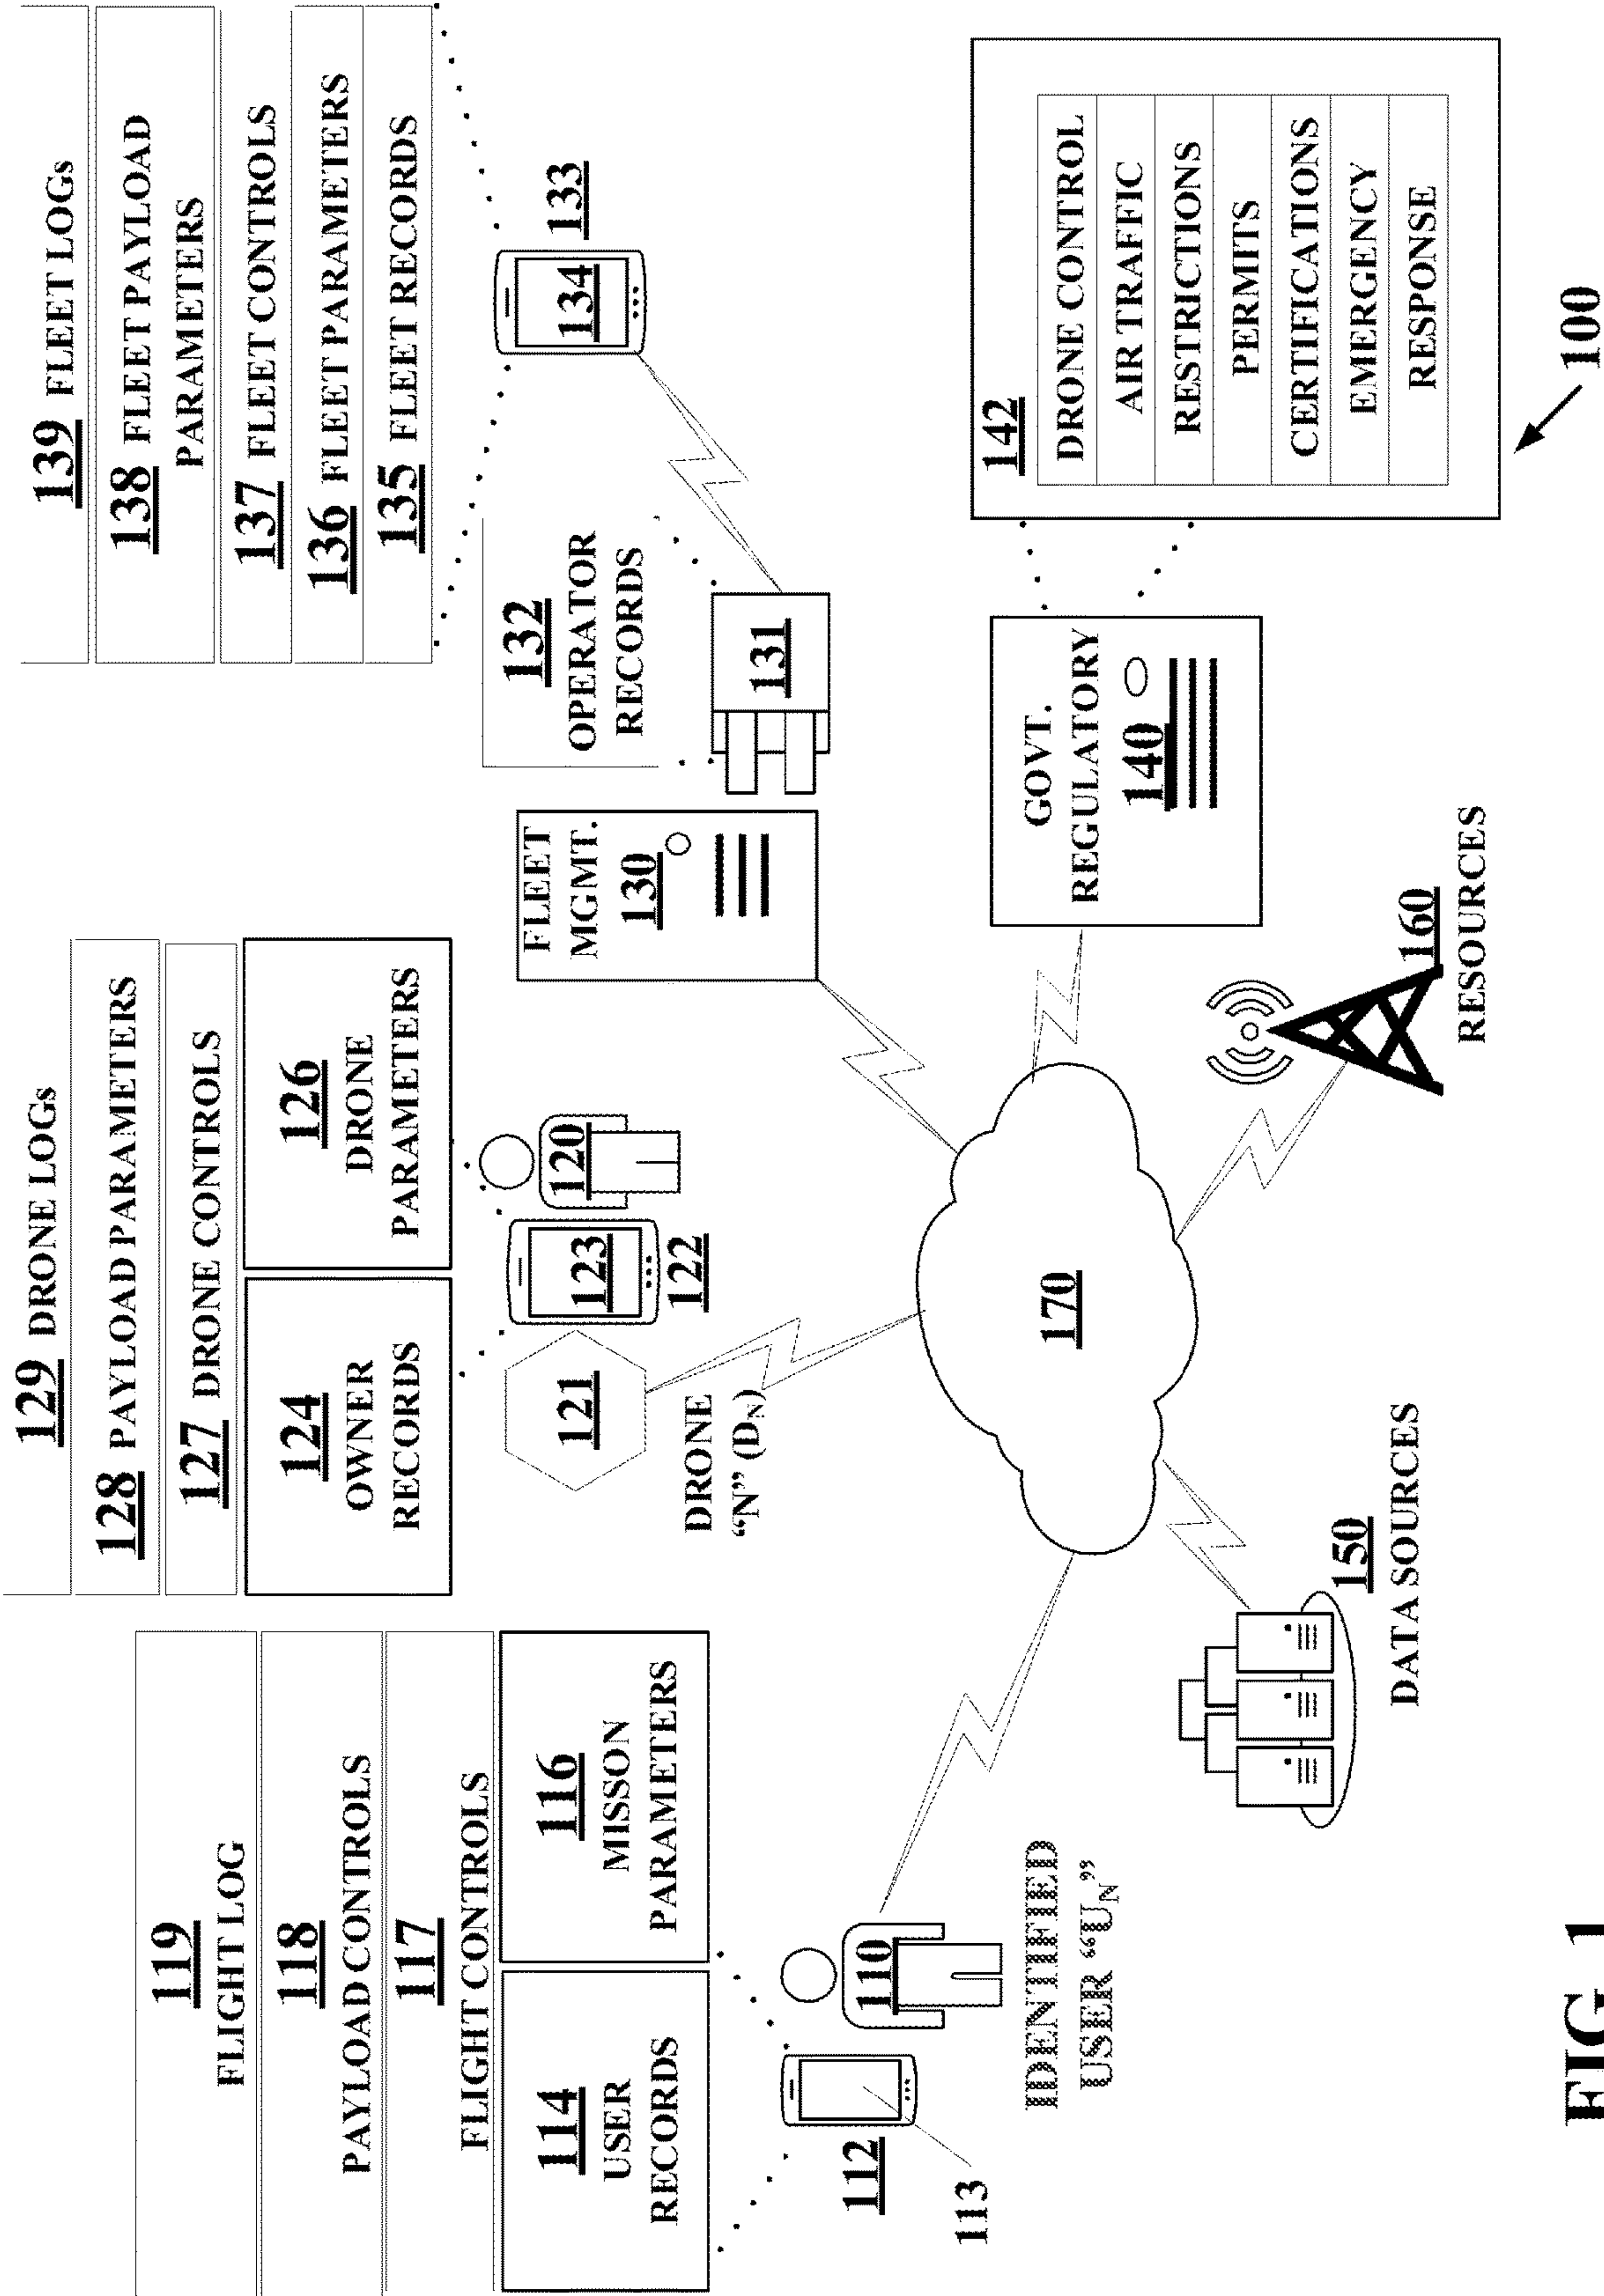 119
FLIGHT LOG
118
PAYLOAD CONTROLS
117
FLIGHT CONTROLS
114
USER
RECORDS
116
MISSON
PARAMETERS
112
113
110
IDENTIFIED
USER “UN”
129 DRONE LOGs
128 PAYLOAD PARAMETERS
127 DRONE CONTROLS
124
OWNER
RECORDS
126
DRONE
PARAMETERS
121
123
122
120
DRONE
“N” (DN)
139 FLEET LOGs
138 FLEET PAYLOAD
PARAMETERS
137 FLEET CONTROLS
136 FLEET PARAMETERS
135 FLEET RECORDS
FLEET
MGMT.
130
132
OPERATOR
RECORDS
131
134
133
170
150
DATA SOURCES
160
RESOURCES
GOVT.
REGULATORY
140
142
DRONE CONTROL
AIR TRAFFIC
RESTRICTIONS
PERMITS
CERTIFICATIONS
EMERGENCY
RESPONSE
100
FIG 1